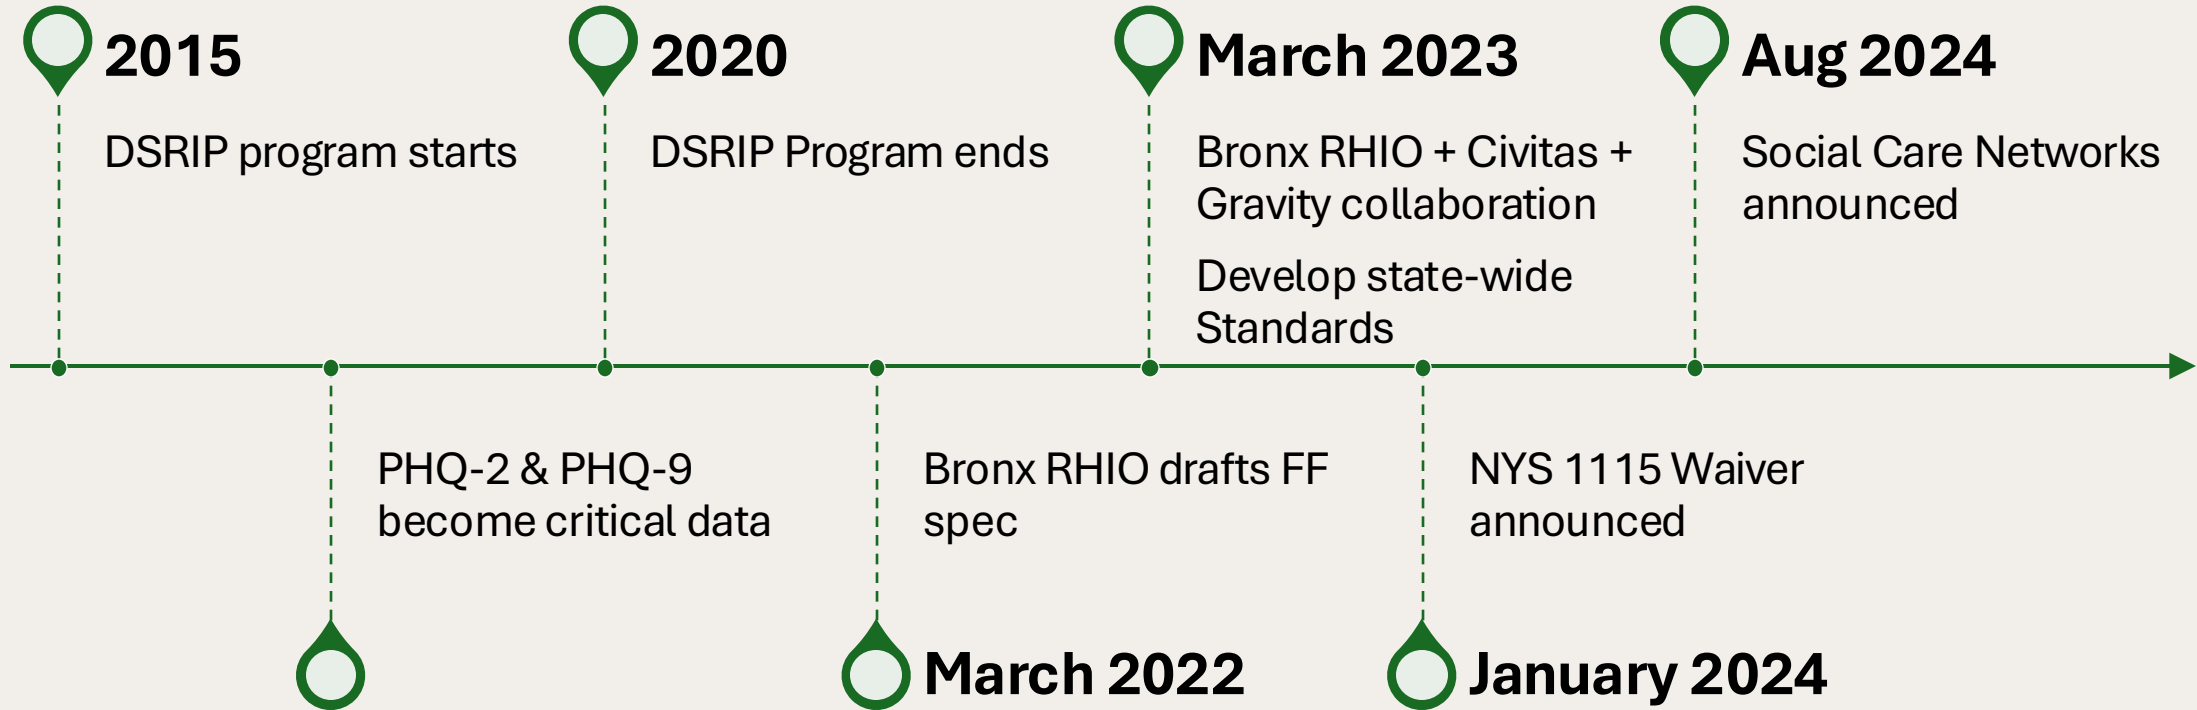 2015
DSRIP program starts
2020
DSRIP Program ends
March 2023
Bronx RHIO + Civitas +
Gravity collaboration
Develop state-wide
Standards
Aug 2024
Social Care Networks
announced
PHQ-2 & PHQ-9
become critical data
Bronx RHIO drafts FF
spec
March 2022
NYS 1115 Waiver
announced
January 2024